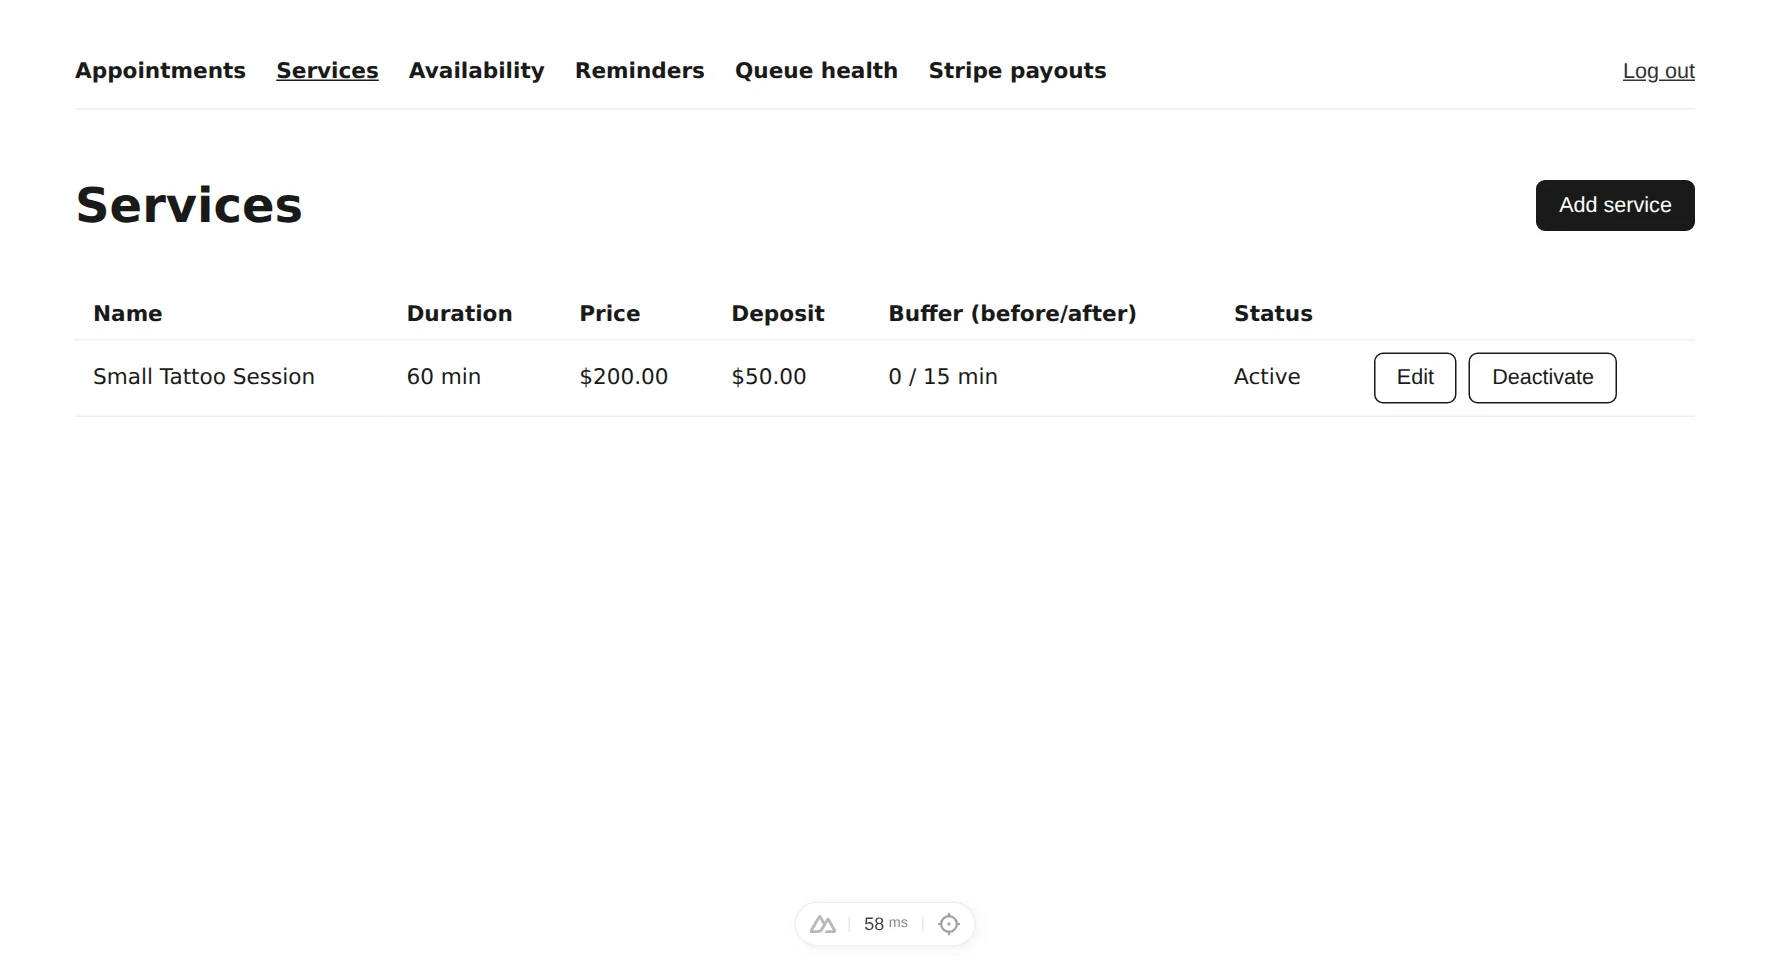 Appointments Services Availability Reminders Queue health Stripe payouts Log out
Services Add service
Name Duration Price Deposit Buffer (before/after) Status
Small Tattoo Session 60 min $200.00 $50.00 0 / 15 min Active Edit Deactivate
58 ms